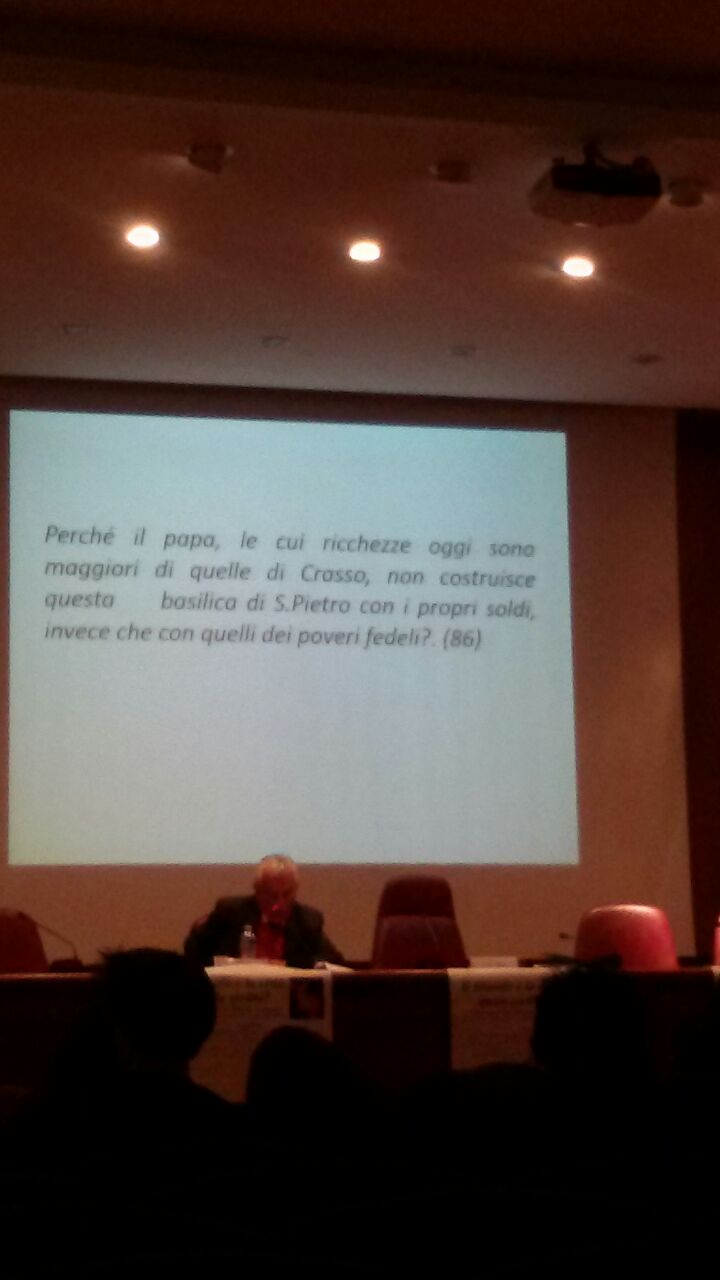 Perché il papa, le cui ricchezze oggi sono
maggiori di quelle di Crasso, non costruisce
questa basilica di S.Pietro con i propri soldi,
invece che con quelli dei poveri fedeli?. (86)